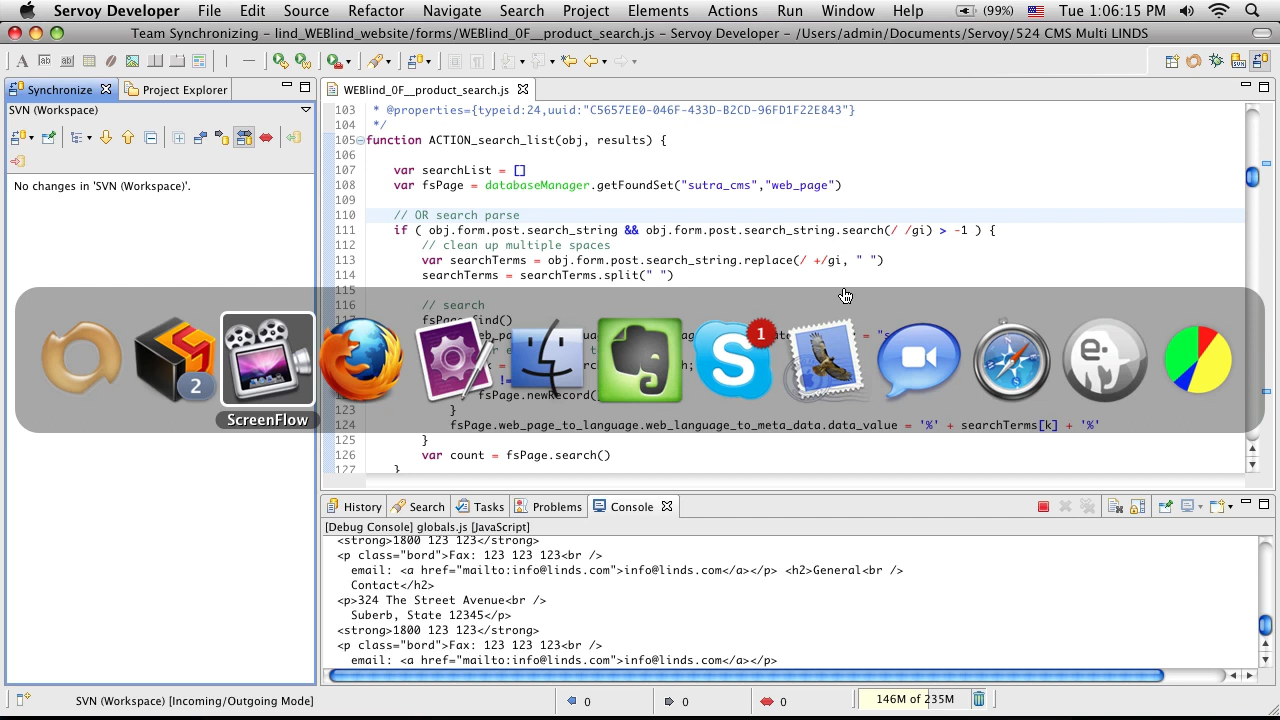 Servoy Developer File Edit Source Refactor Navigate Search Project Elements Actions Run Window Help (99%) Tue 1:06:15 PM
Team Synchronizing – lind_WEBlind_website/forms/WEBlind_0F__product_search.js – Servoy Developer – /Users/admin/Documents/Servoy/524 CMS Multi LINDS
Synchronize Project Explorer
SVN (Workspace)
No changes in 'SVN (Workspace)'.
WEBlind_0F__product_search.js
103 * @properties={typeid:24,uuid:"C5657EE0-046F-433D-B2CD-96FD1F22E843"}
104 */
105 function ACTION_search_list(obj, results) {
106
107 var searchList = []
108 var fsPage = databaseManager.getFoundSet("sutra_cms","web_page")
109
110 // OR search parse
111 if ( obj.form.post.search_string && obj.form.post.search_string.search(/ /gi) > -1 ) {
112 // clean up multiple spaces
113 var searchTerms = obj.form.post.search_string.replace(/ +/gi, " ")
114 searchTerms = searchTerms.split(" ")
115
116 // search
fsPage.find()
fsPage.newRecord(
123 }
124 fsPage.web_page_to_language.web_language_to_meta_data.data_value = '%' + searchTerms[k] + '%'
125 }
126 var count = fsPage.search()
127 }
2
1
ScreenFlow
History Search Tasks Problems Console
[Debug Console] globals.js [JavaScript]
<strong>1800 123 123</strong>
<p class="bord">Fax: 123 123 123<br />
email: <a href="mailto:info@linds.com">info@linds.com</a></p> <h2>General<br />
Contact</h2>
<p>324 The Street Avenue<br />
Suberb, State 12345</p>
<strong>1800 123 123</strong>
<p class="bord">Fax: 123 123 123<br />
email: <a href="mailto:info@linds.com">info@linds.com</a></p>
SVN (Workspace) [Incoming/Outgoing Mode] 0 0 0 146M of 235M